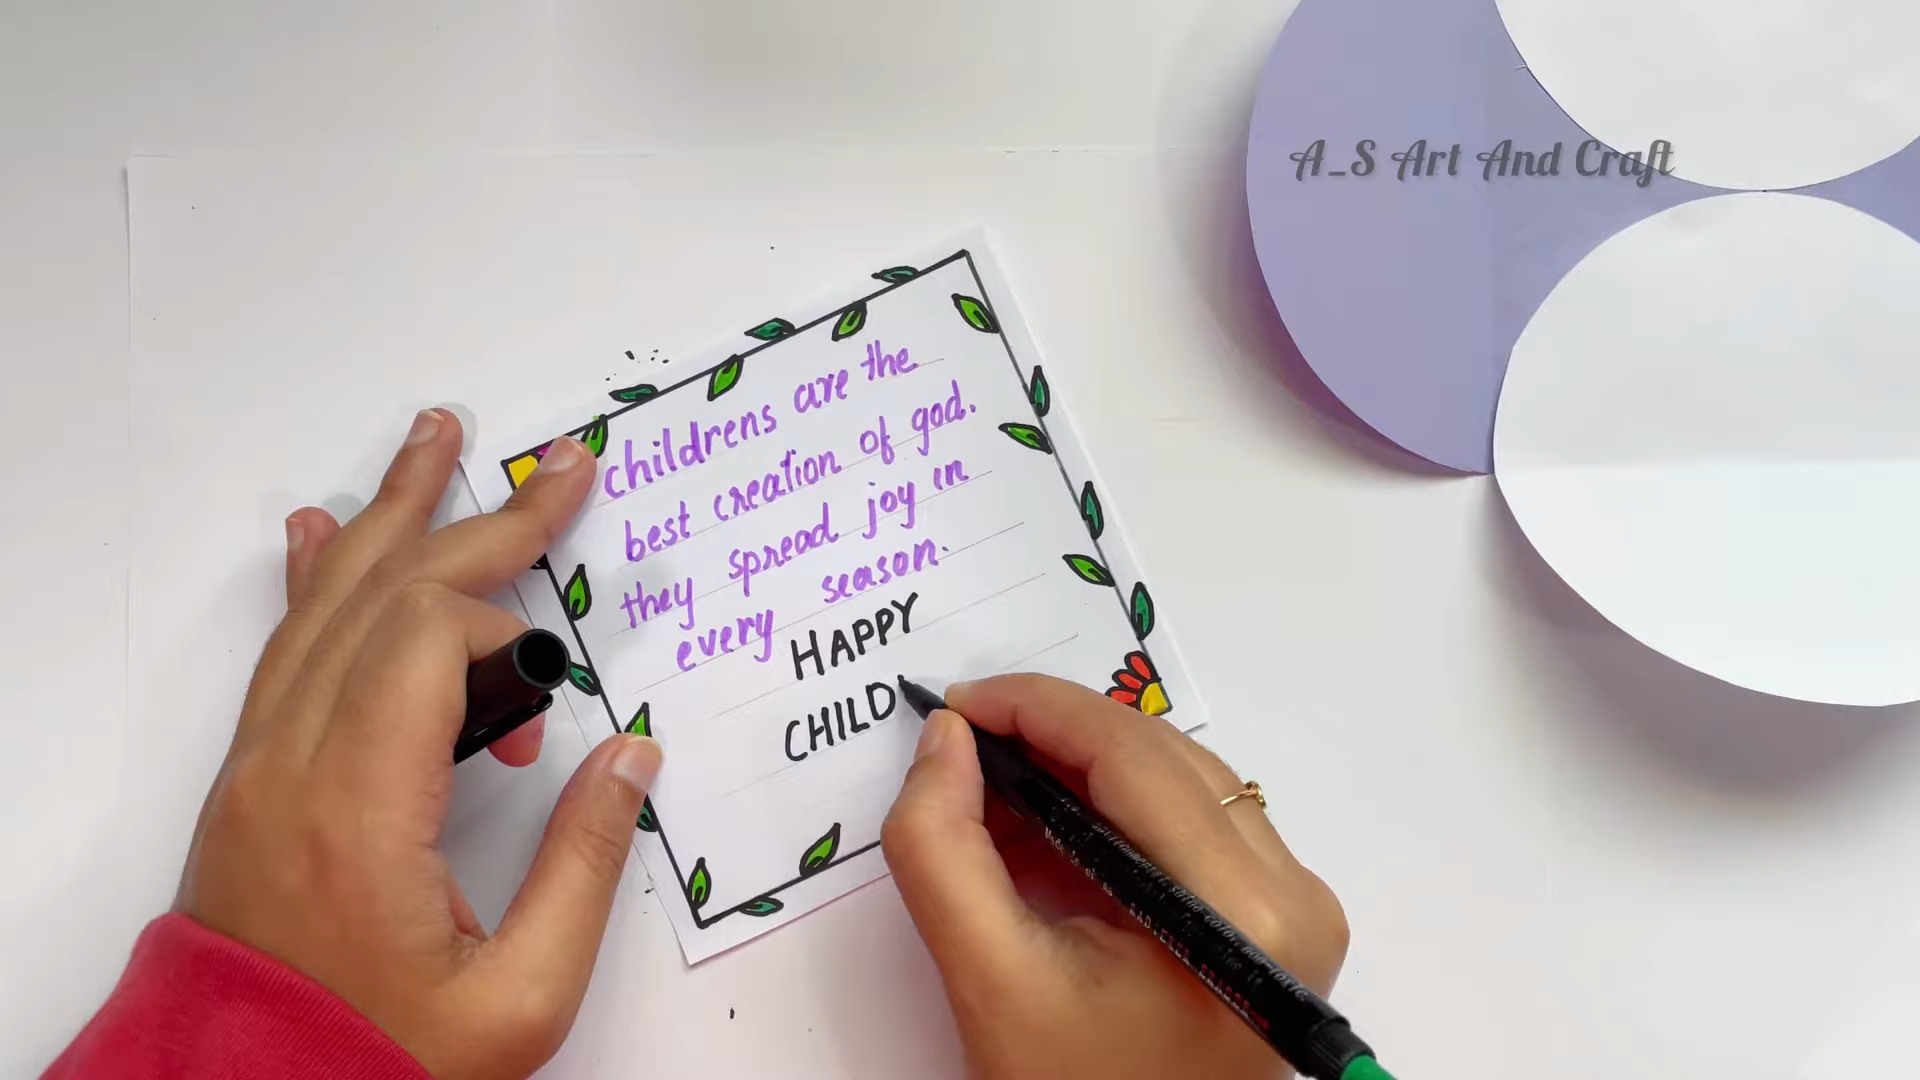 A_S Art And Craft
childrens are the
best creation of god.
they spread joy in
every season.
HAPPY
CHILD